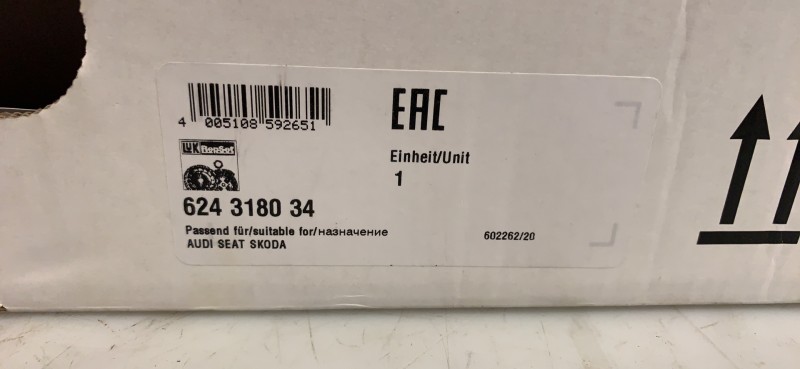 4 005108 592651
EAC
LuK RepSet
Einheit/Unit
1
624 3180 34
Passend für/suitable for/назначение
AUDI SEAT SKODA
602262/20